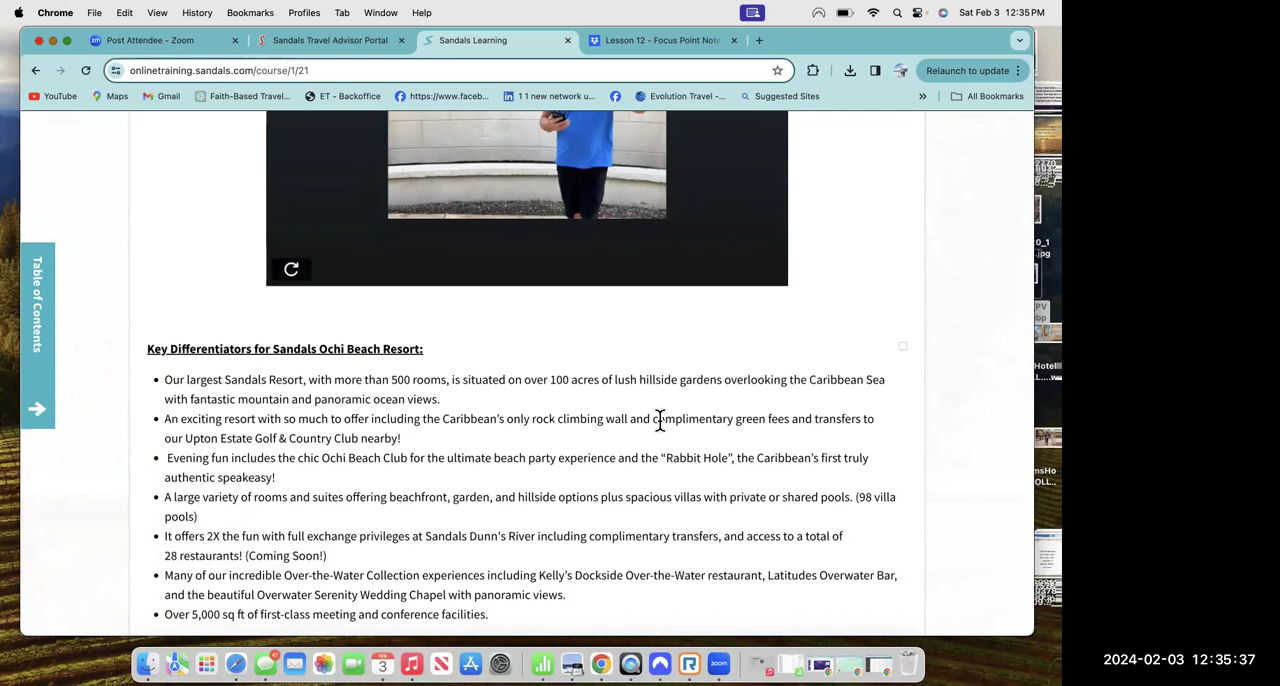 Chrome File Edit View History Bookmarks Profiles Tab Window Help Sat Feb 3 12:35 PM
Post Attendee - Zoom Sandals Travel Advisor Portal Sandals Learning Lesson 12 - Focus Point Note
onlinetraining.sandals.com/course/1/21 Relaunch to update
YouTube Maps Gmail Faith-Based Travel... ET - Backoffice https://www.faceb... 1 1 new network u... Evolution Travel -... Suggested Sites » All Bookmarks
Table of Contents
Key Differentiators for Sandals Ochi Beach Resort:
• Our largest Sandals Resort, with more than 500 rooms, is situated on over 100 acres of lush hillside gardens overlooking the Caribbean Sea
with fantastic mountain and panoramic ocean views.
• An exciting resort with so much to offer including the Caribbean's only rock climbing wall and complimentary green fees and transfers to
our Upton Estate Golf & Country Club nearby!
• Evening fun includes the chic Ochi Beach Club for the ultimate beach party experience and the “Rabbit Hole”, the Caribbean's first truly
authentic speakeasy!
• A large variety of rooms and suites offering beachfront, garden, and hillside options plus spacious villas with private or shared pools. (98 villa
pools)
• It offers 2X the fun with full exchange privileges at Sandals Dunn's River including complimentary transfers, and access to a total of
28 restaurants! (Coming Soon!)
• Many of our incredible Over-the-Water Collection experiences including Kelly's Dockside Over-the-Water restaurant, Latitudes Overwater Bar,
and the beautiful Overwater Serenity Wedding Chapel with panoramic views.
• Over 5,000 sq ft of first-class meeting and conference facilities.
2024-02-03 12:35:37